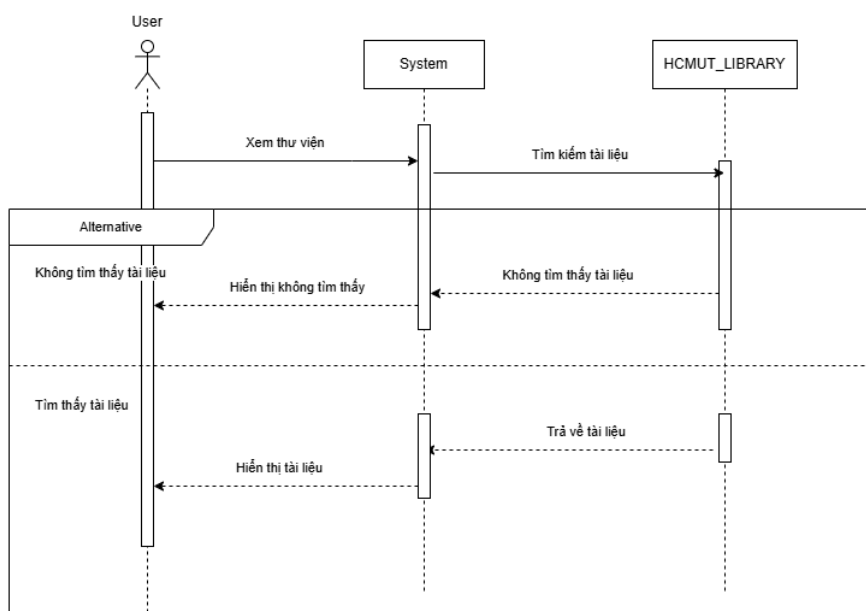 User
System
HCMUT_LIBRARY
Xem thư viện
Tìm kiếm tài liệu
Alternative
Không tìm thấy tài liệu
Hiển thị không tìm thấy
Không tìm thấy tài liệu
Tìm thấy tài liệu
Trả về tài liệu
Hiển thị tài liệu